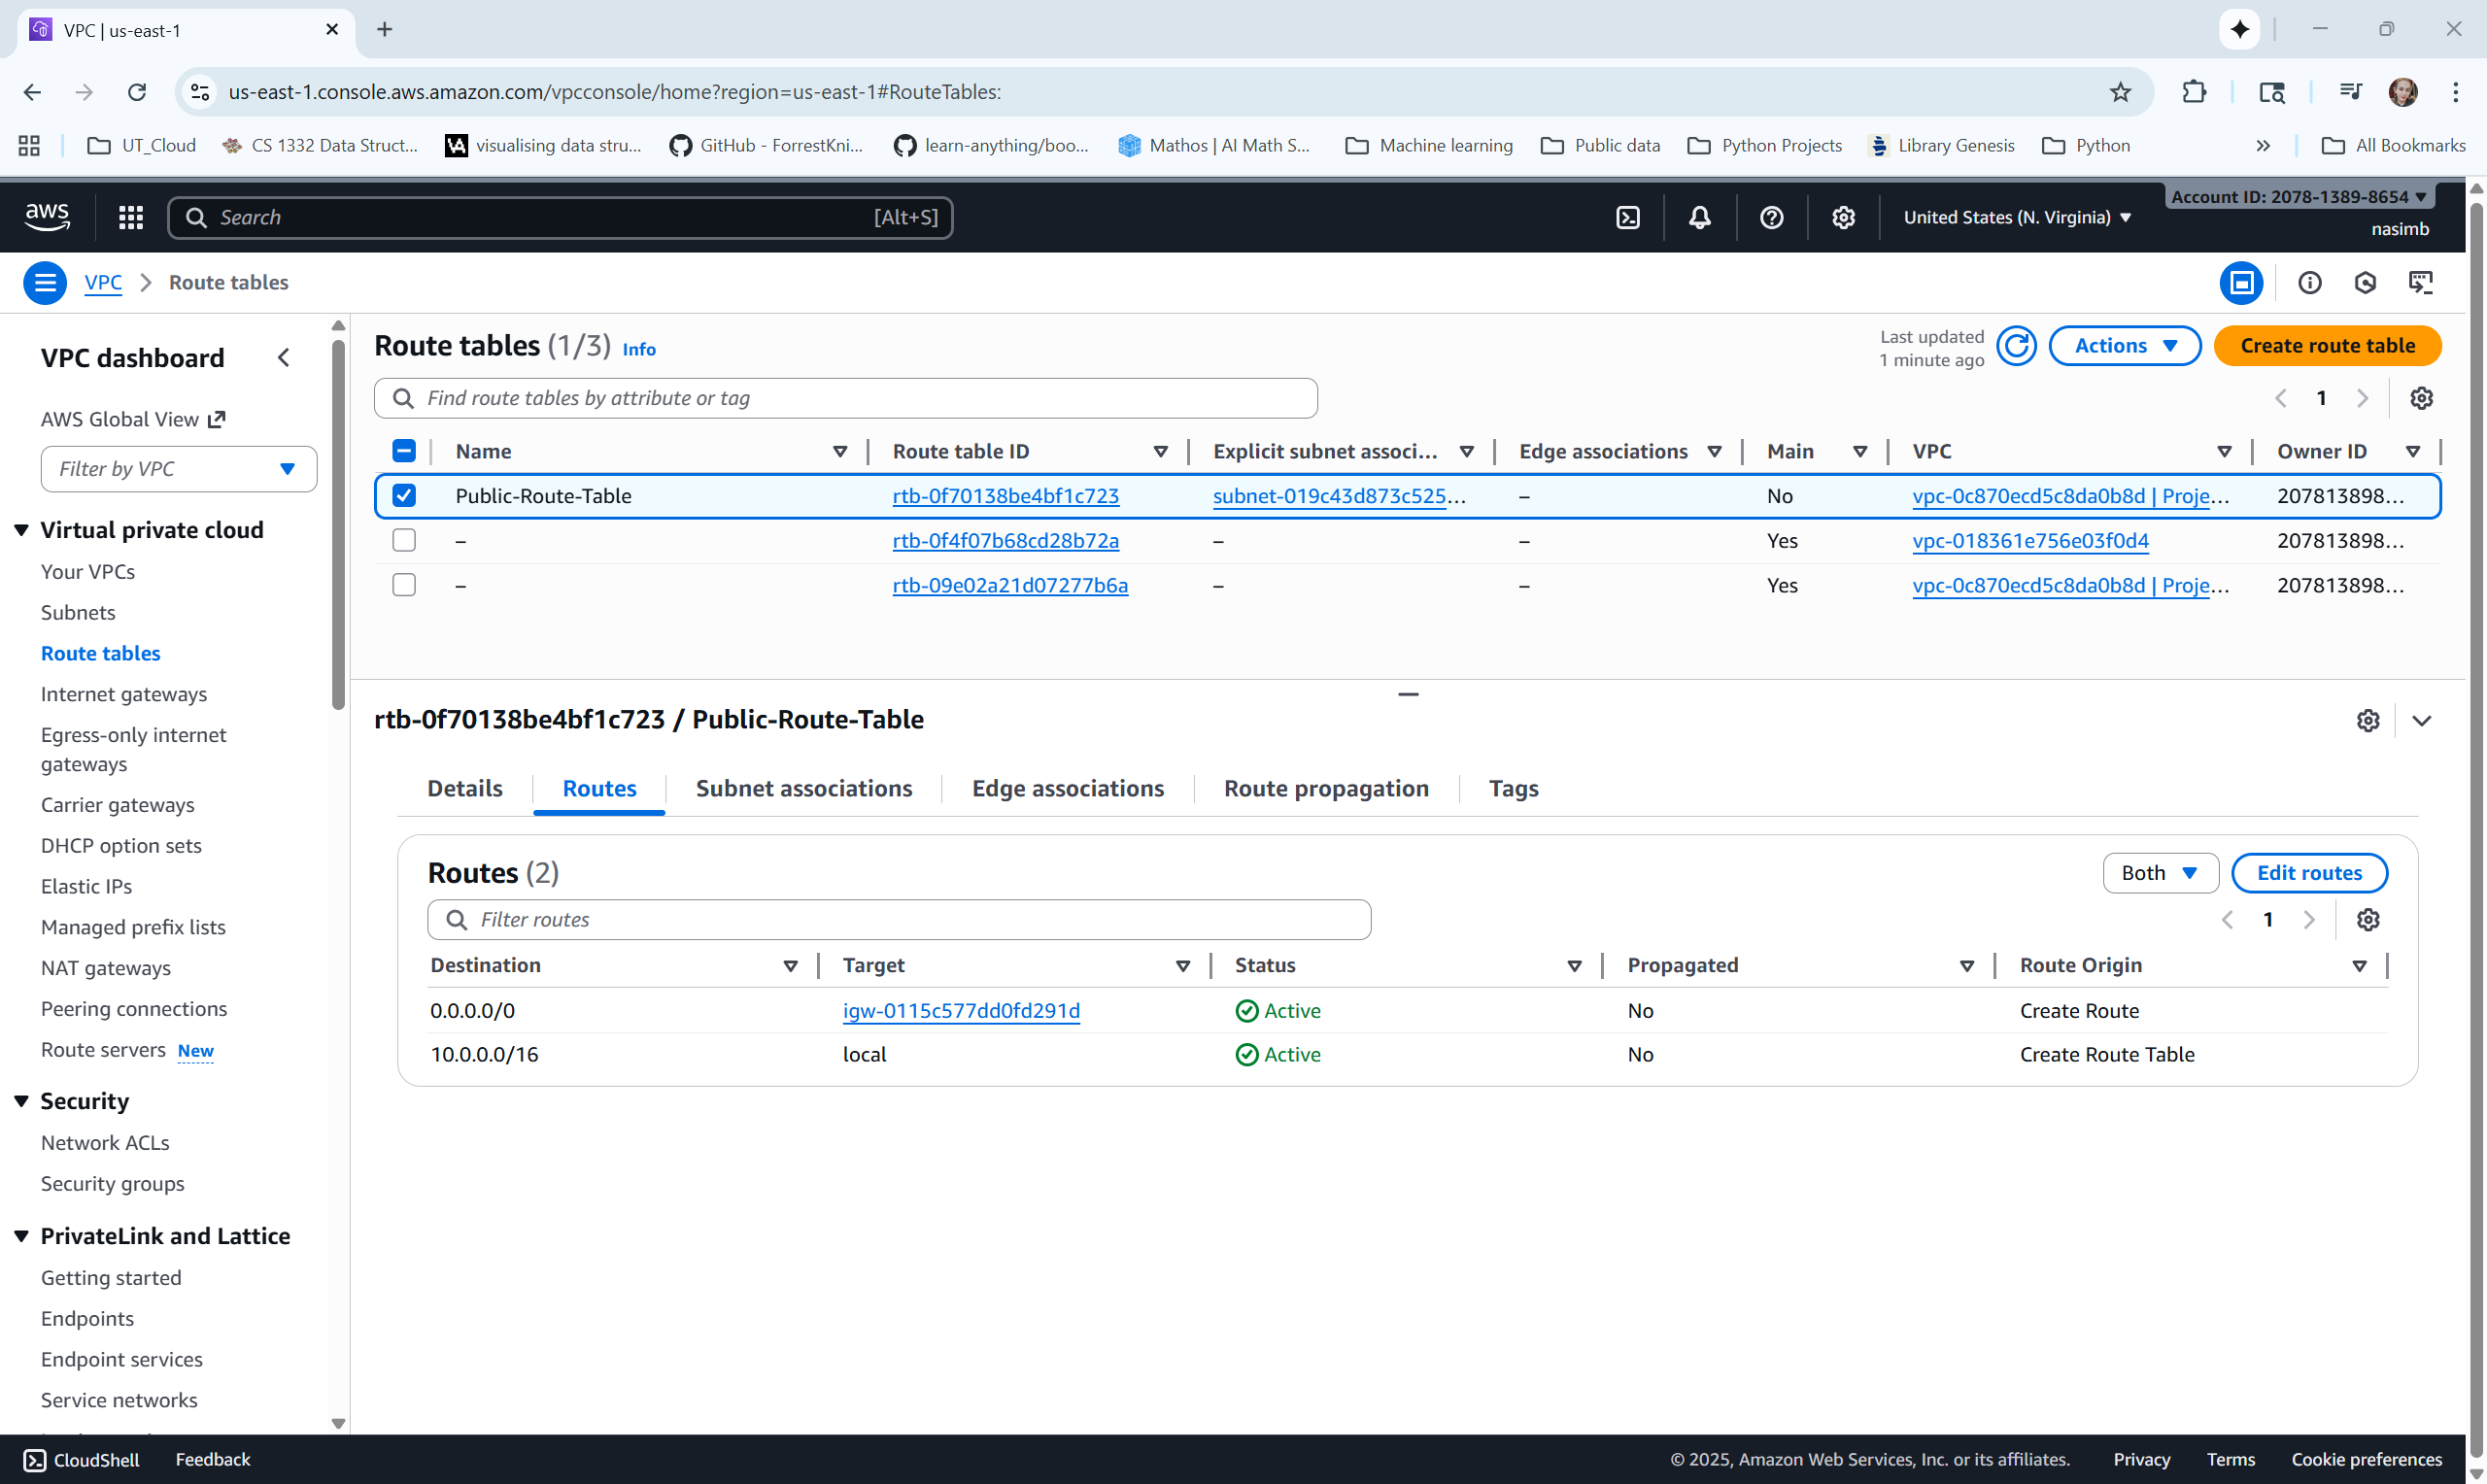 VPC | us-east-1
us-east-1.console.aws.amazon.com/vpcconsole/home?region=us-east-1#RouteTables:
UT_Cloud CS 1332 Data Struct... visualising data stru... GitHub - ForrestKni... learn-anything/boo... Mathos | AI Math S... Machine learning Public data Python Projects Library Genesis Python » All Bookmarks
aws Search [Alt+S] United States (N. Virginia) Account ID: 2078-1389-8654
nasimb
VPC > Route tables
VPC dashboard
AWS Global View
Filter by VPC
Virtual private cloud
Your VPCs
Subnets
Route tables
Internet gateways
Egress-only internet
gateways
Carrier gateways
DHCP option sets
Elastic IPs
Managed prefix lists
NAT gateways
Peering connections
Route servers New
Security
Network ACLs
Security groups
PrivateLink and Lattice
Getting started
Endpoints
Endpoint services
Service networks
Route tables (1/3) Info
Last updated
1 minute ago
Actions
Create route table
Find route tables by attribute or tag
1
Name Route table ID Explicit subnet associ... Edge associations Main VPC Owner ID
Public-Route-Table rtb-0f70138be4bf1c723 subnet-019c43d873c525... – No vpc-0c870ecd5c8da0b8d | Proje... 207813898...
– rtb-0f4f07b68cd28b72a – – Yes vpc-018361e756e03f0d4 207813898...
– rtb-09e02a21d07277b6a – – Yes vpc-0c870ecd5c8da0b8d | Proje... 207813898...
rtb-0f70138be4bf1c723 / Public-Route-Table
Details Routes Subnet associations Edge associations Route propagation Tags
Routes (2)
Both Edit routes
Filter routes
1
Destination Target Status Propagated Route Origin
0.0.0.0/0 igw-0115c577dd0fd291d Active No Create Route
10.0.0.0/16 local Active No Create Route Table
CloudShell Feedback © 2025, Amazon Web Services, Inc. or its affiliates. Privacy Terms Cookie preferences